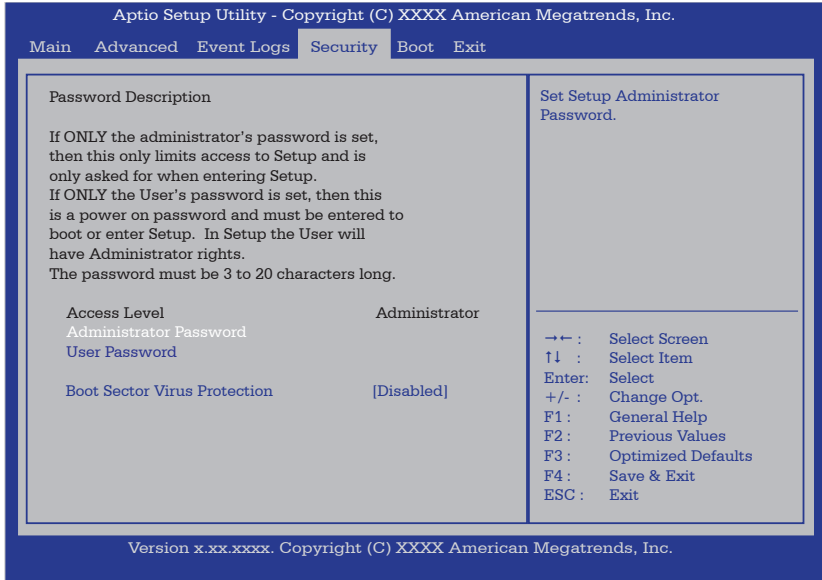 Aptio Setup Utility - Copyright (C) XXXX American Megatrends, Inc.
Main Advanced Event Logs Security Boot Exit
Password Description
If ONLY the administrator's password is set,
then this only limits access to Setup and is
only asked for when entering Setup.
If ONLY the User's password is set, then this
is a power on password and must be entered to
boot or enter Setup. In Setup the User will
have Administrator rights.
The password must be 3 to 20 characters long.
Access Level Administrator
Administrator Password
User Password
Boot Sector Virus Protection [Disabled]
Set Setup Administrator
Password.
→← : Select Screen
↑↓ : Select Item
Enter: Select
+/- : Change Opt.
F1 : General Help
F2 : Previous Values
F3 : Optimized Defaults
F4 : Save & Exit
ESC : Exit
Version x.xx.xxxx. Copyright (C) XXXX American Megatrends, Inc.